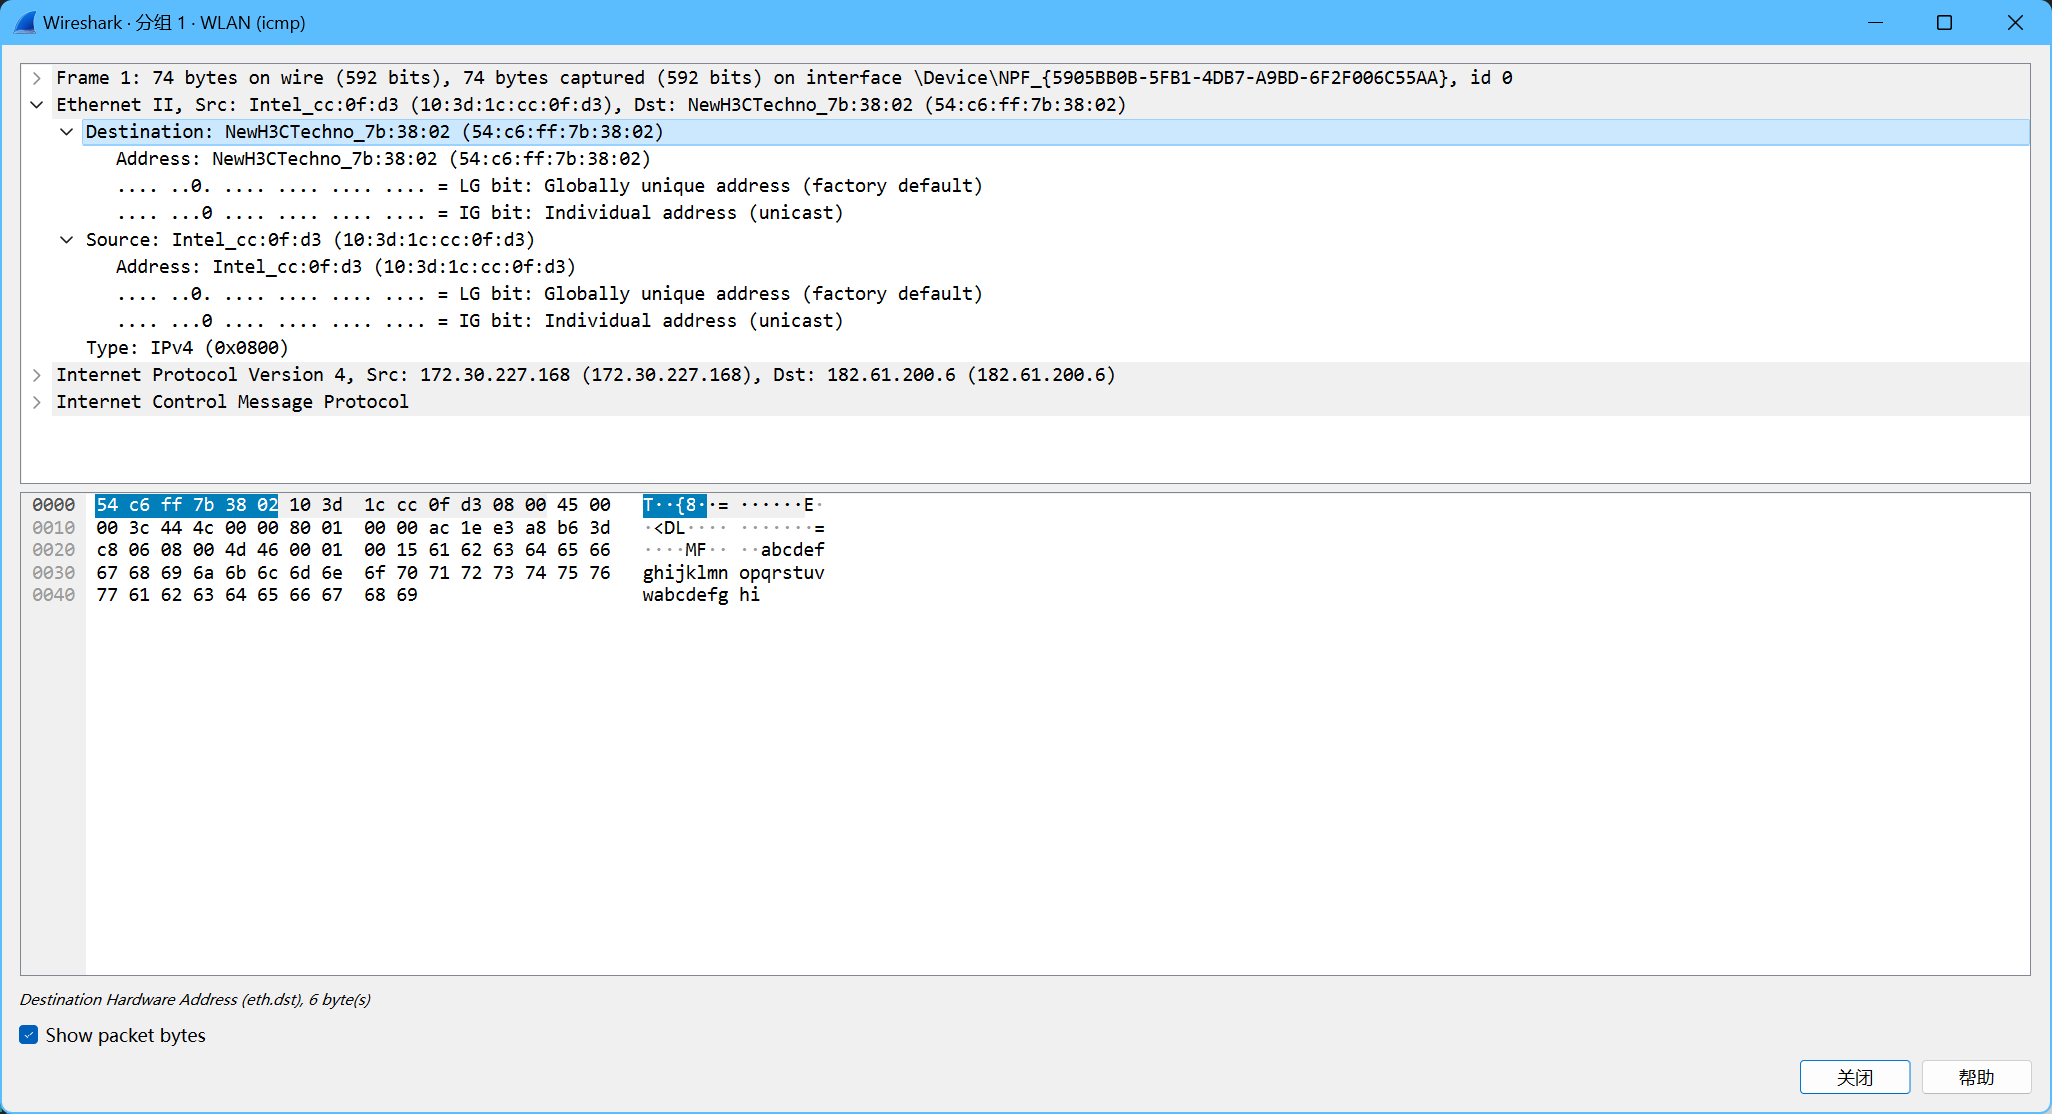 Wireshark · 分组 1 · WLAN (icmp)
Frame 1: 74 bytes on wire (592 bits), 74 bytes captured (592 bits) on interface \Device\NPF_{5905BB0B-5FB1-4DB7-A9BD-6F2F006C55AA}, id 0
Ethernet II, Src: Intel_cc:0f:d3 (10:3d:1c:cc:0f:d3), Dst: NewH3CTechno_7b:38:02 (54:c6:ff:7b:38:02)
Destination: NewH3CTechno_7b:38:02 (54:c6:ff:7b:38:02)
Address: NewH3CTechno_7b:38:02 (54:c6:ff:7b:38:02)
.... ..0. .... .... .... .... = LG bit: Globally unique address (factory default)
.... ...0 .... .... .... .... = IG bit: Individual address (unicast)
Source: Intel_cc:0f:d3 (10:3d:1c:cc:0f:d3)
Address: Intel_cc:0f:d3 (10:3d:1c:cc:0f:d3)
.... ..0. .... .... .... .... = LG bit: Globally unique address (factory default)
.... ...0 .... .... .... .... = IG bit: Individual address (unicast)
Type: IPv4 (0x0800)
Internet Protocol Version 4, Src: 172.30.227.168 (172.30.227.168), Dst: 182.61.200.6 (182.61.200.6)
Internet Control Message Protocol
0000 54 c6 ff 7b 38 02 10 3d 1c cc 0f d3 08 00 45 00 T··{8··= ······E·
0010 00 3c 44 4c 00 00 80 01 00 00 ac 1e e3 a8 b6 3d ·<DL···· ·······=
0020 c8 06 08 00 4d 46 00 01 00 15 61 62 63 64 65 66 ····MF·· ··abcdef
0030 67 68 69 6a 6b 6c 6d 6e 6f 70 71 72 73 74 75 76 ghijklmn opqrstuv
0040 77 61 62 63 64 65 66 67 68 69 wabcdefg hi
Destination Hardware Address (eth.dst), 6 byte(s)
Show packet bytes
关闭 帮助